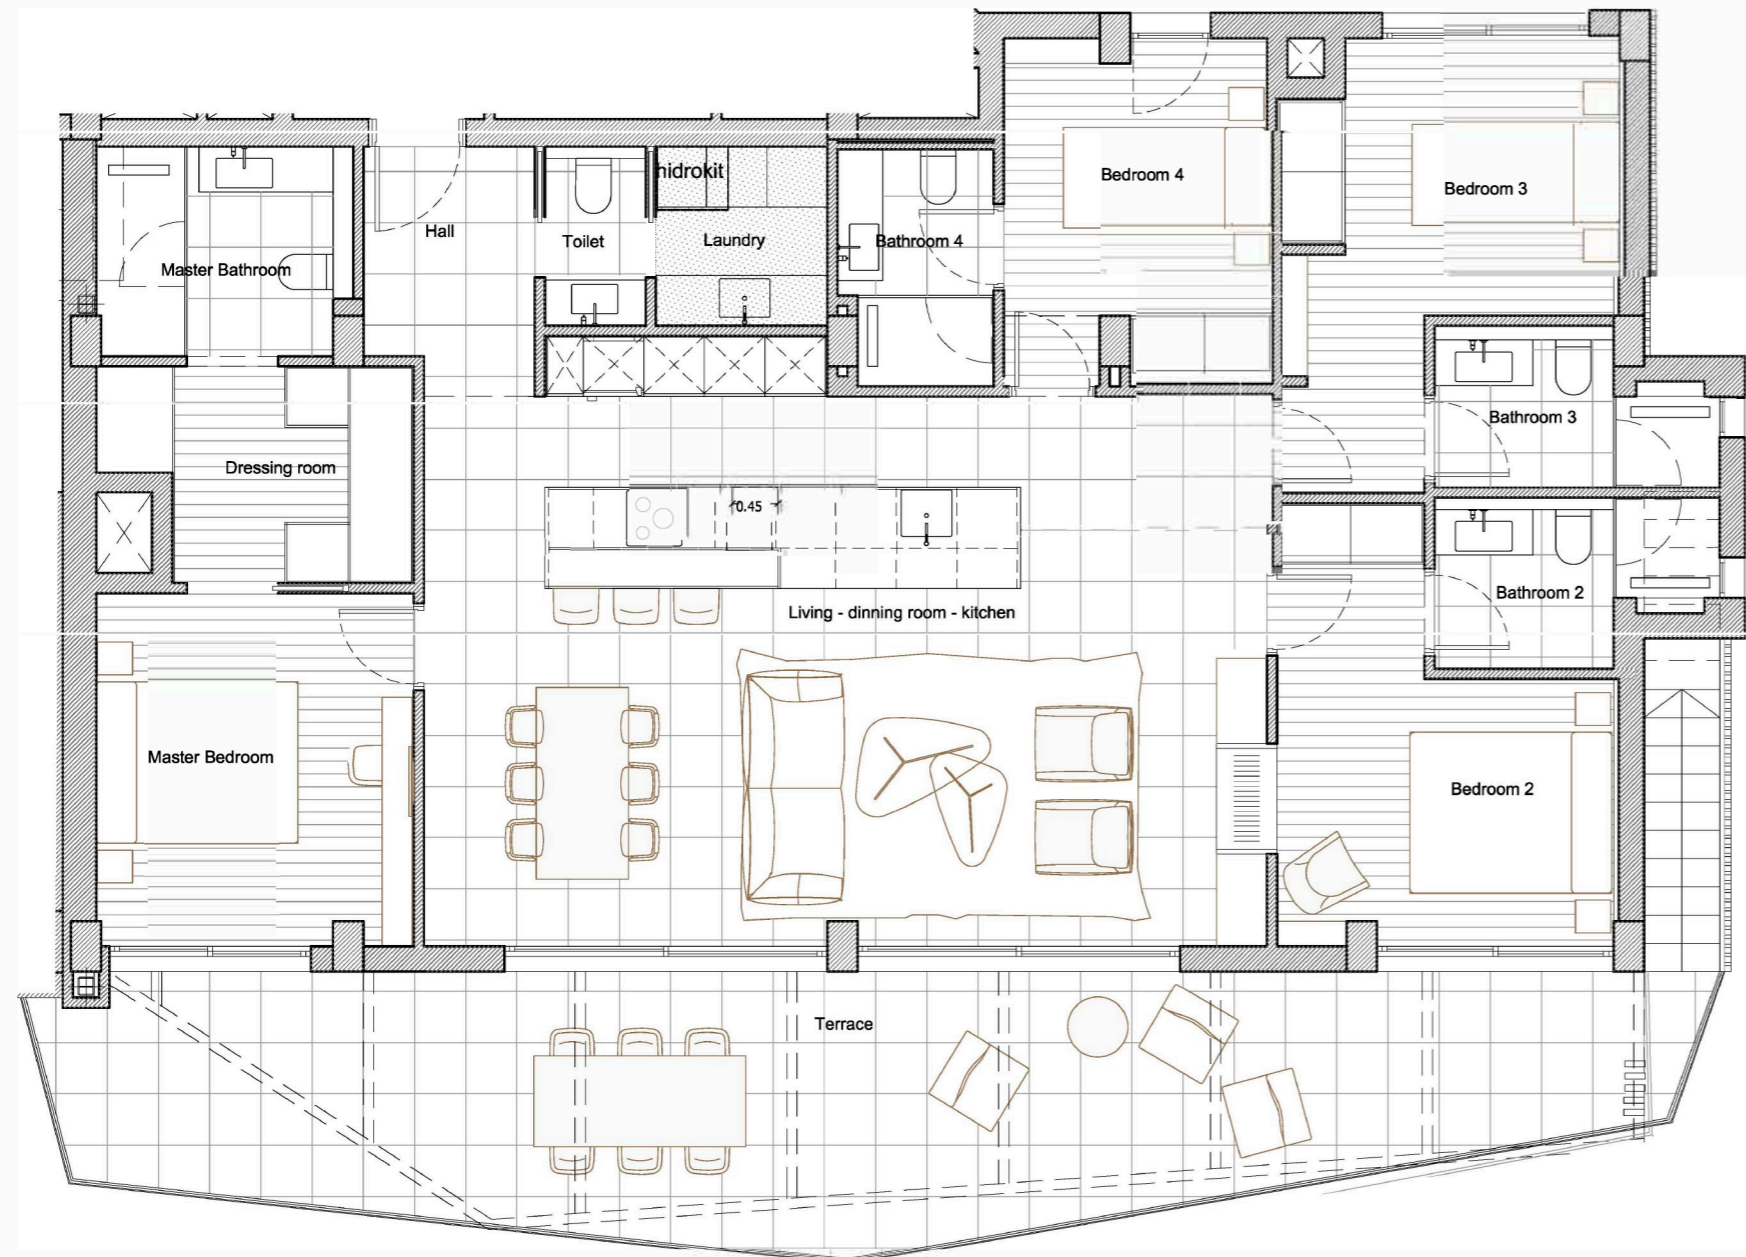 hidrokit
Bedroom 4
Bedroom 3
Hall
Toilet
Laundry
Bathroom 4
Master Bathroom
Bathroom 3
Dressing room
0.45
Bathroom 2
Living - dinning room - kitchen
Master Bedroom
Bedroom 2
Terrace